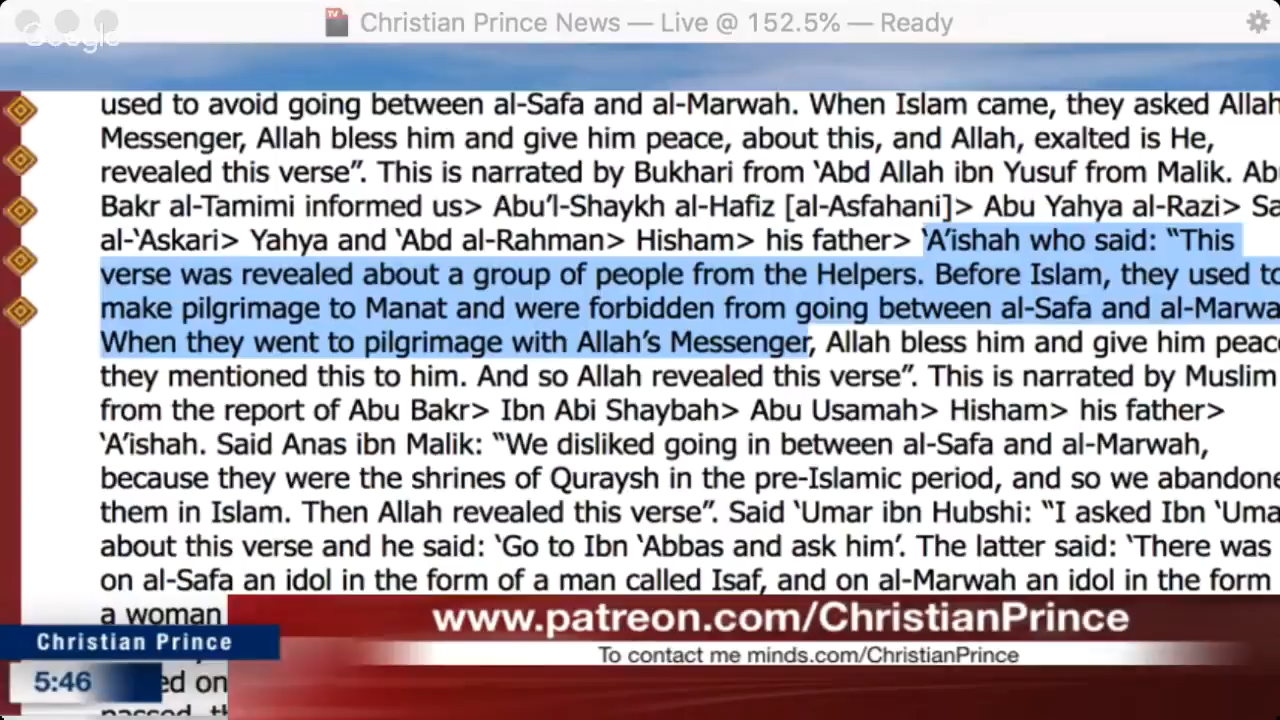 Christian Prince News — Live @ 152.5% — Ready
Google
used to avoid going between al-Safa and al-Marwah. When Islam came, they asked Allah
Messenger, Allah bless him and give him peace, about this, and Allah, exalted is He,
revealed this verse”. This is narrated by Bukhari from ‘Abd Allah ibn Yusuf from Malik.
Bakr al-Tamimi informed us> Abu’l-Shaykh al-Hafiz [al-Asfahani]> Abu Yahya al-Razi>
al-‘Askari> Yahya and ‘Abd al-Rahman> Hisham> his father> ‘A’ishah who said: “This
verse was revealed about a group of people from the Helpers. Before Islam, they used to
make pilgrimage to Manat and were forbidden from going between al-Safa and al-Marwa
When they went to pilgrimage with Allah’s Messenger, Allah bless him and give him peace
they mentioned this to him. And so Allah revealed this verse”. This is narrated by Muslim
from the report of Abu Bakr> Ibn Abi Shaybah> Abu Usamah> Hisham> his father>
‘A’ishah. Said Anas ibn Malik: “We disliked going in between al-Safa and al-Marwah,
because they were the shrines of Quraysh in the pre-Islamic period, and so we abandone
them in Islam. Then Allah revealed this verse”. Said ‘Umar ibn Hubshi: “I asked Ibn ‘Uma
about this verse and he said: ‘Go to Ibn ‘Abbas and ask him’. The latter said: ‘There was
on al-Safa an idol in the form of a man called Isaf, and on al-Marwah an idol in the form
a woman
www.patreon.com/ChristianPrince
Christian Prince
To contact me minds.com/ChristianPrince
5:46
ed on